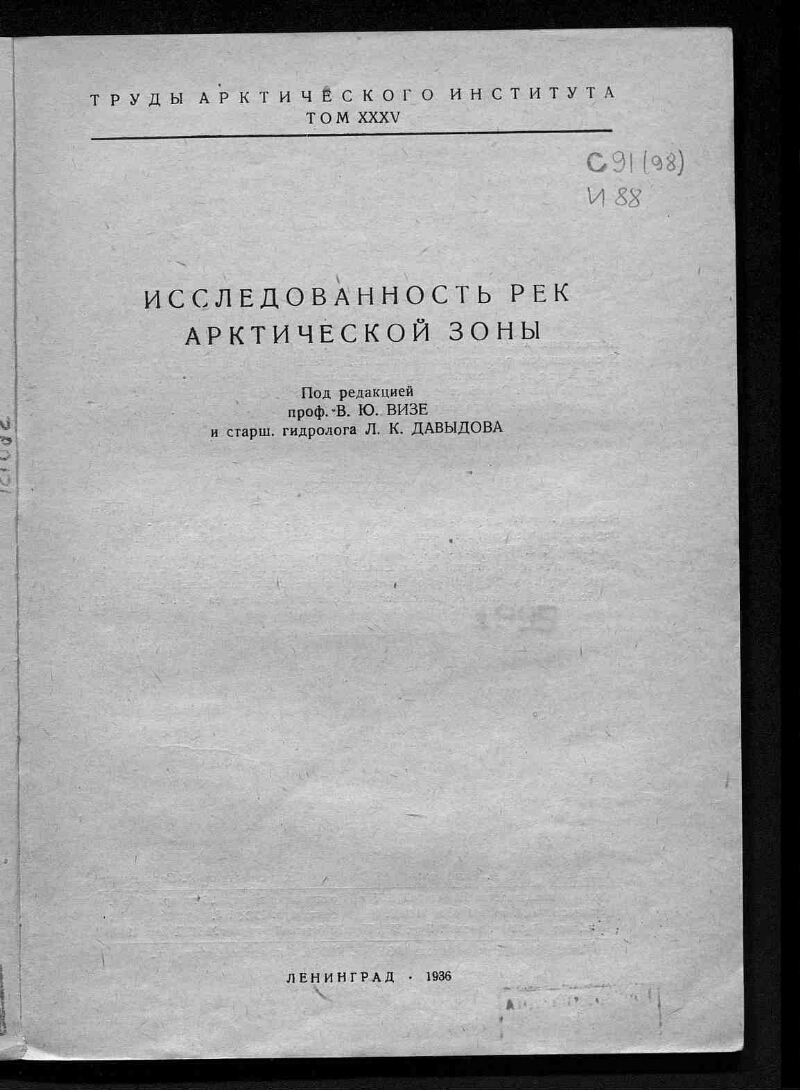 ТРУДЫ АРКТИЧЕСКОГО ИНСТИТУТА
ТОМ XXXV
С91(98)
И 88
ИССЛЕДОВАННОСТЬ РЕК
АРКТИЧЕСКОЙ ЗОНЫ
Под редакцией
проф. В. Ю. ВИЗЕ
и старш. гидролога Л. К. ДАВЫДОВА
ЛЕНИНГРАД · 1936